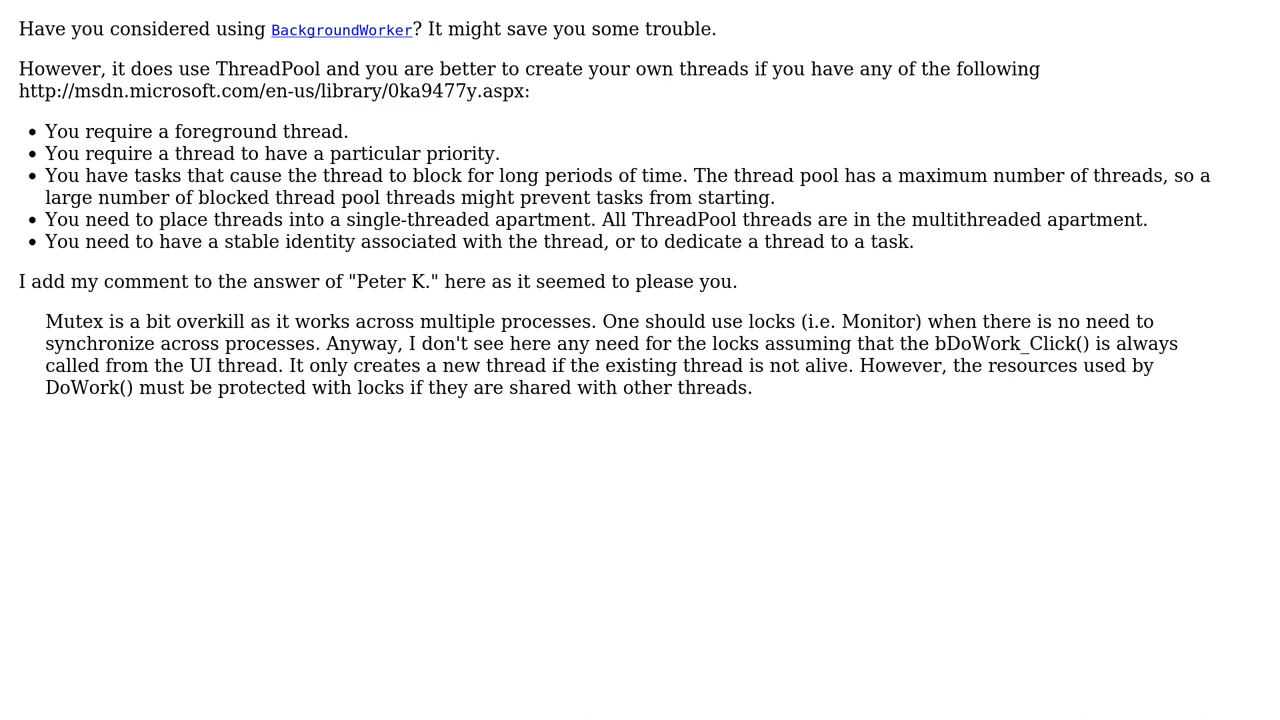 Have you considered using BackgroundWorker? It might save you some trouble.
However, it does use ThreadPool and you are better to create your own threads if you have any of the following
http://msdn.microsoft.com/en-us/library/0ka9477y.aspx:
• You require a foreground thread.
• You require a thread to have a particular priority.
• You have tasks that cause the thread to block for long periods of time. The thread pool has a maximum number of threads, so a
large number of blocked thread pool threads might prevent tasks from starting.
• You need to place threads into a single-threaded apartment. All ThreadPool threads are in the multithreaded apartment.
• You need to have a stable identity associated with the thread, or to dedicate a thread to a task.
I add my comment to the answer of "Peter K." here as it seemed to please you.
Mutex is a bit overkill as it works across multiple processes. One should use locks (i.e. Monitor) when there is no need to
synchronize across processes. Anyway, I don't see here any need for the locks assuming that the bDoWork_Click() is always
called from the UI thread. It only creates a new thread if the existing thread is not alive. However, the resources used by
DoWork() must be protected with locks if they are shared with other threads.